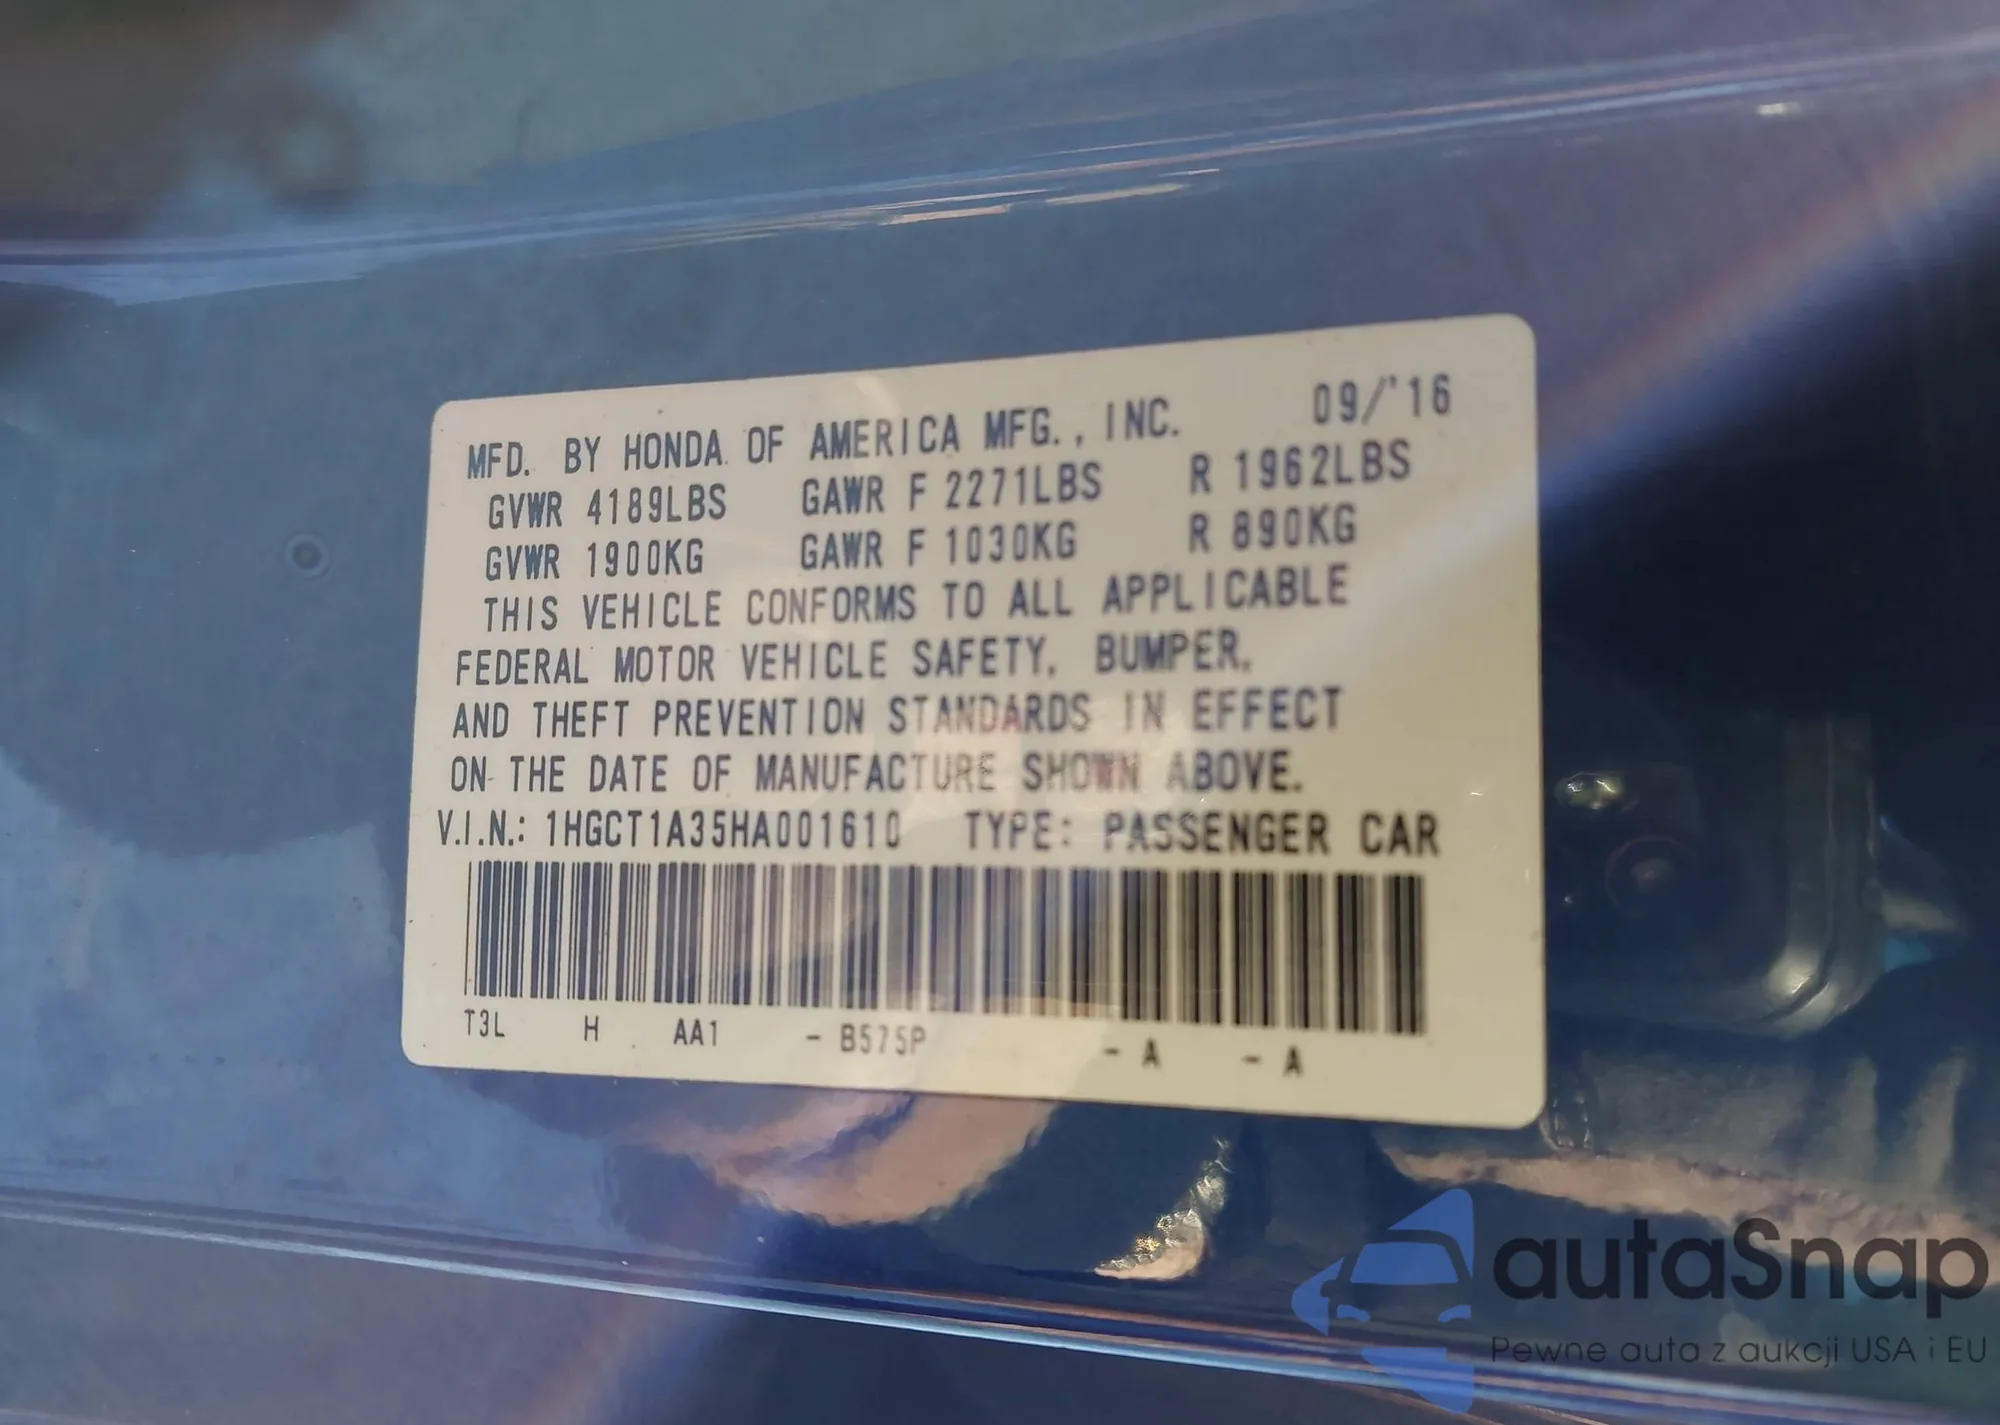 MFD. BY HONDA OF AMERICA MFG., INC. 09/'16
GVWR 4189LBS GAWR F 2271LBS R 1962LBS
GVWR 1900KG GAWR F 1030KG R 890KG
THIS VEHICLE CONFORMS TO ALL APPLICABLE
FEDERAL MOTOR VEHICLE SAFETY, BUMPER,
AND THEFT PREVENTION STANDARDS IN EFFECT
ON THE DATE OF MANUFACTURE SHOWN ABOVE.
V.I.N.: 1HGCT1A35HA001610 TYPE: PASSENGER CAR
T3L H AA1 - B575P - A - A
autaSnap
Pewne auta z aukcji USA i EU